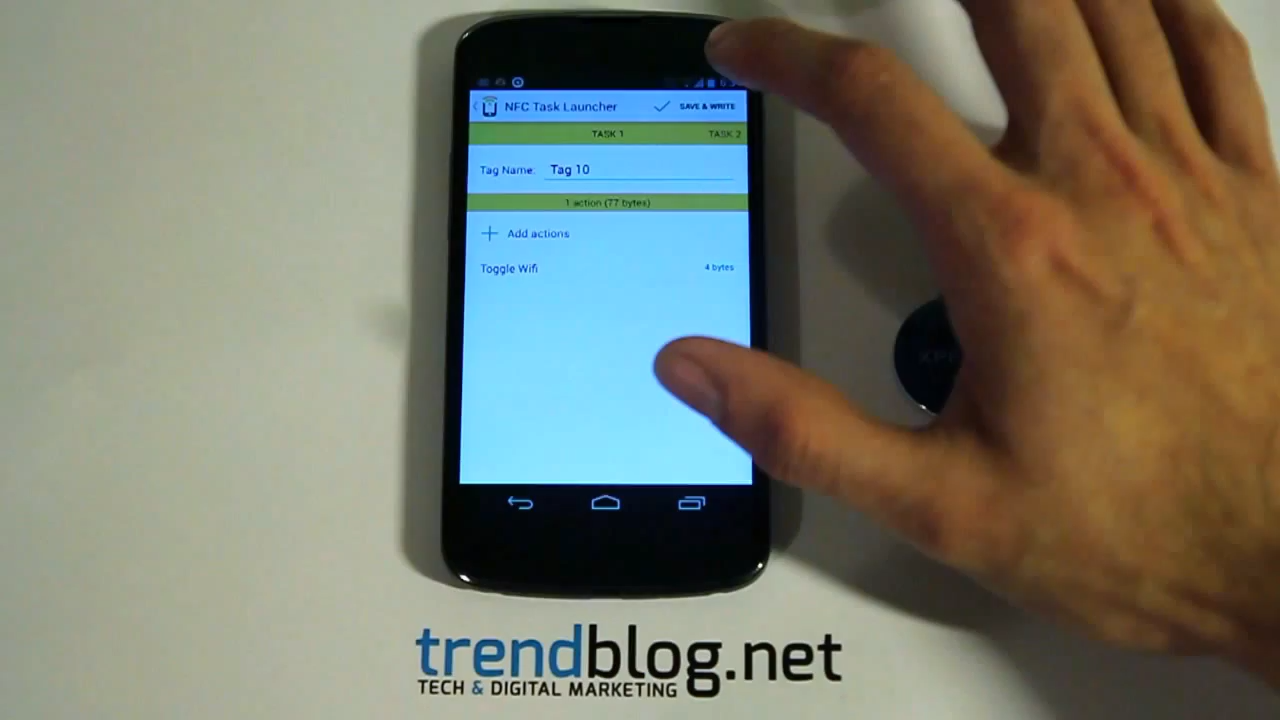 NFC Task Launcher SAVE & WRITE
TASK 1 TASK 2
Tag Name: Tag 10
1 action (77 bytes)
Add actions
Toggle Wifi 4 bytes
trendblog.net
TECH & DIGITAL MARKETING